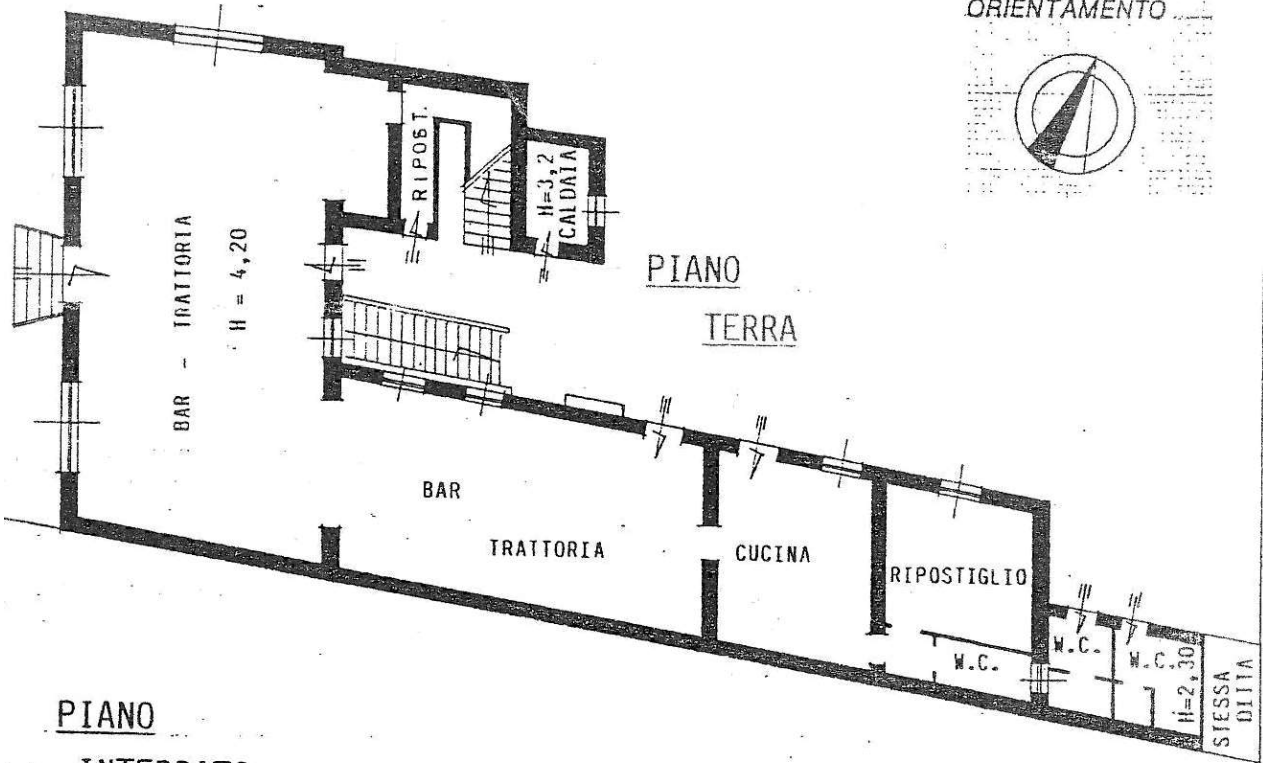 ORIENTAMENTO
RIPOST.
H=3,2
CALDAIA
BAR - TRATTORIA
H = 4,20
PIANO
TERRA
BAR
TRATTORIA
CUCINA
RIPOSTIGLIO
W.C.
W.C.
W.C.
H=2,30
STESSA
DITTA
PIANO
INTERRATO